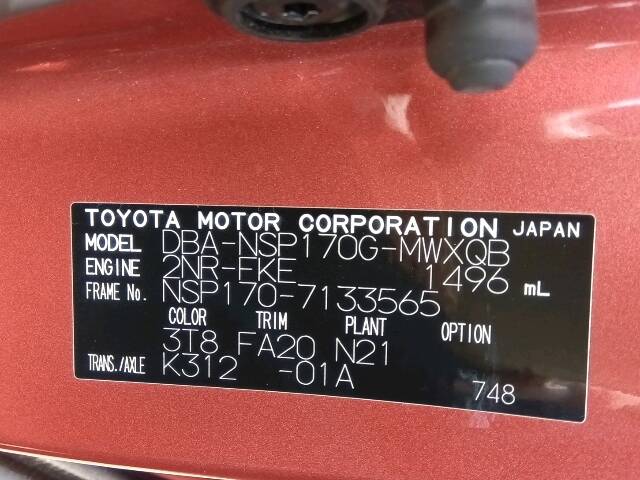 TOYOTA MOTOR CORPORATION JAPAN
MODEL DBA-NSP170G-MWXQB
ENGINE 2NR-FKE 1496 mL
FRAME No. NSP170-7133565
COLOR TRIM PLANT OPTION
3T8 FA20 N21
TRANS./AXLE K312 -01A
748